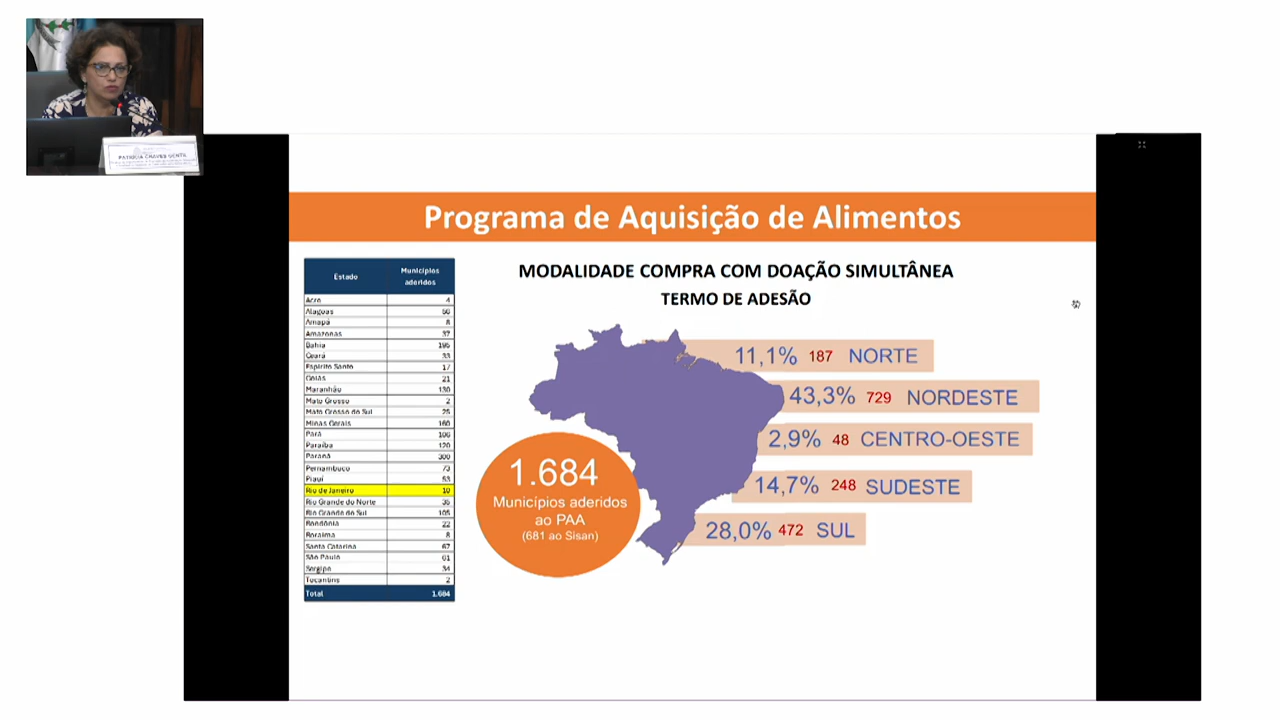 PATRÍCIA CHAVES GENTIL
Programa de Aquisição de Alimentos
MODALIDADE COMPRA COM DOAÇÃO SIMULTÂNEA
TERMO DE ADESÃO
Estado Municípios aderidos
Acre 4
Alagoas 56
Amapá 8
Amazonas 37
Bahia 195
Ceará 33
Espírito Santo 17
Goiás 21
Maranhão 130
Mato Grosso 2
Mato Grosso do Sul 25
Minas Gerais 160
Pará 106
Paraíba 120
Paraná 300
Pernambuco 73
Piauí 53
Rio de Janeiro 10
Rio Grande do Norte 35
Rio Grande do Sul 105
Rondônia 22
Roraima 8
Santa Catarina 67
São Paulo 61
Sergipe 34
Tocantins 2
Total 1.684
11,1% 187 NORTE
43,3% 729 NORDESTE
2,9% 48 CENTRO-OESTE
14,7% 248 SUDESTE
28,0% 472 SUL
1.684
Municípios aderidos
ao PAA
(681 ao Sisan)